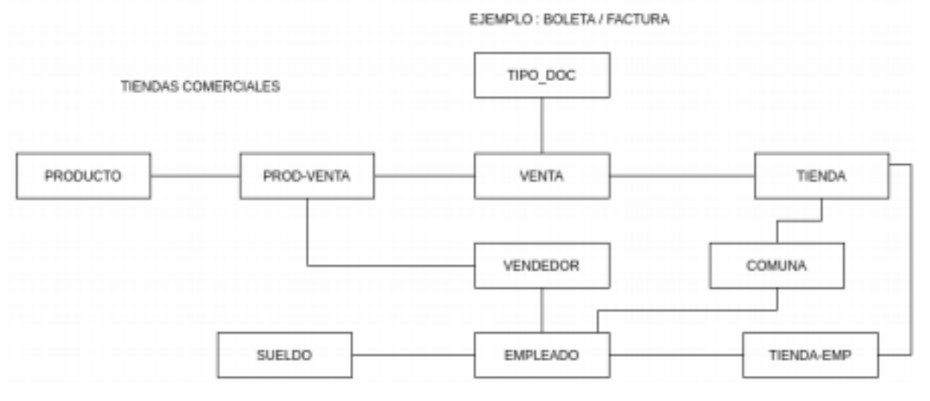 EJEMPLO : BOLETA / FACTURA
TIPO_DOC
TIENDAS COMERCIALES
PRODUCTO
PROD-VENTA
VENTA
TIENDA
VENDEDOR
COMUNA
SUELDO
EMPLEADO
TIENDA-EMP